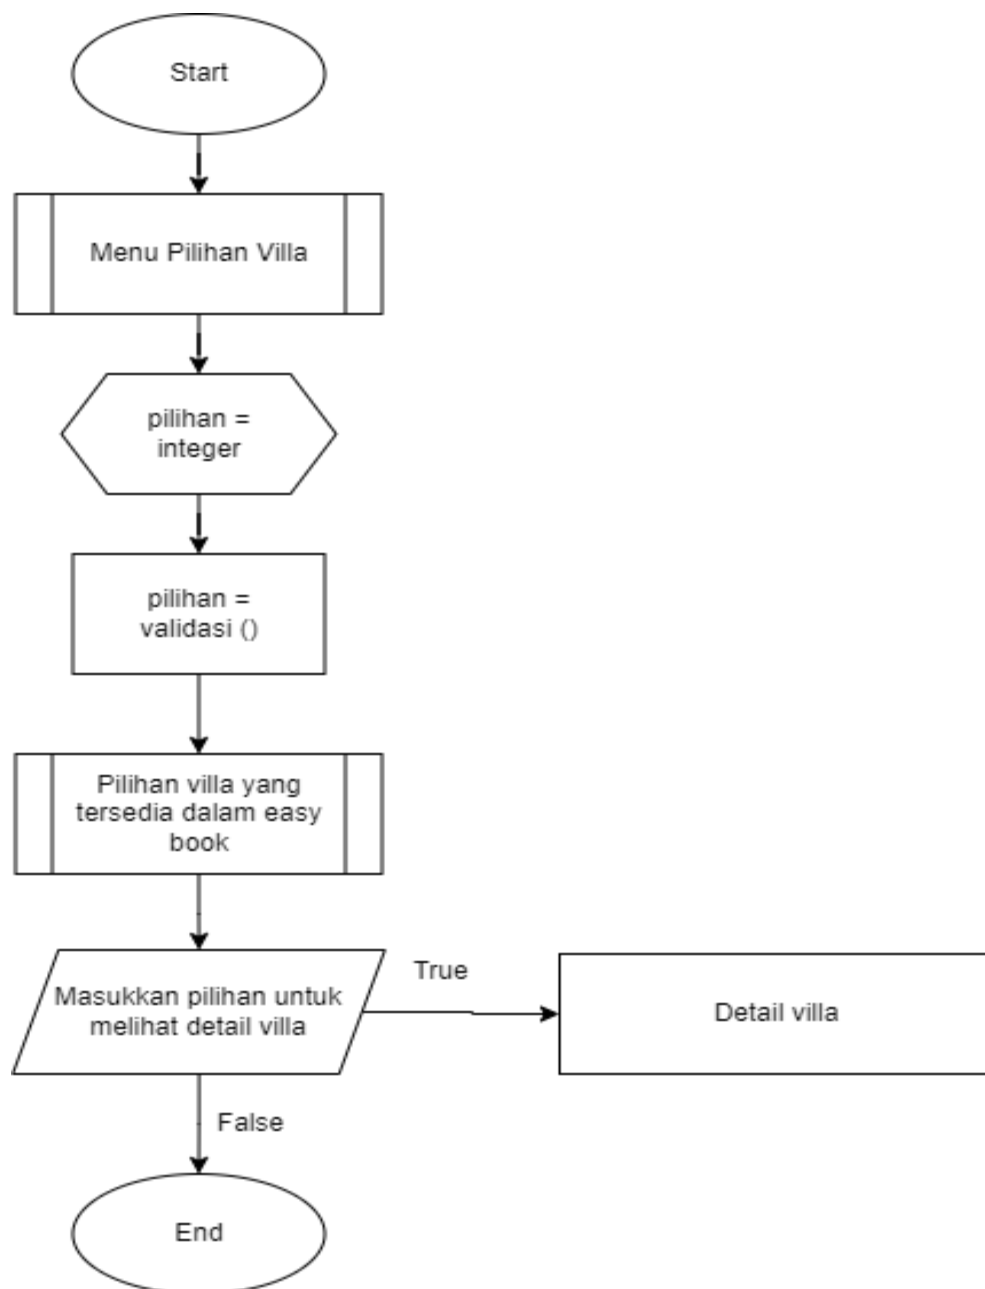 Start
Menu Pilihan Villa
pilihan =
integer
pilihan =
validasi ()
Pilihan villa yang
tersedia dalam easy
book
Masukkan pilihan untuk
melihat detail villa
True
Detail villa
False
End